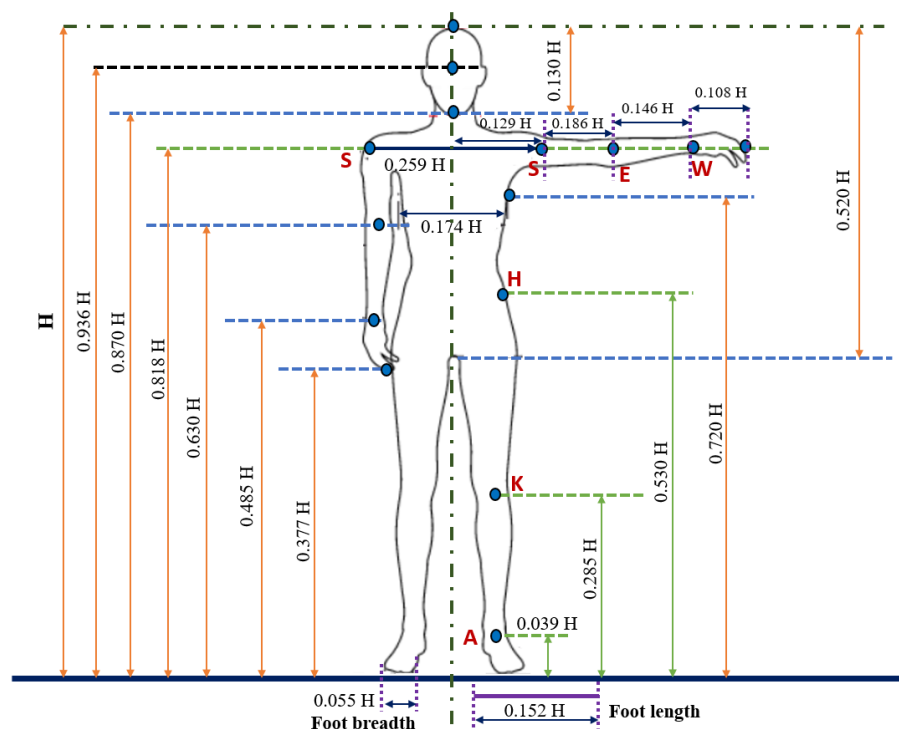 0.130 H
0.108 H
0.146 H
0.129 H
0.186 H
S
0.259 H
S
E
W
0.520 H
0.174 H
H
H
0.936 H
0.870 H
0.818 H
0.630 H
0.485 H
0.377 H
0.720 H
0.530 H
K
0.285 H
A
0.039 H
0.055 H
Foot breadth
0.152 H
Foot length